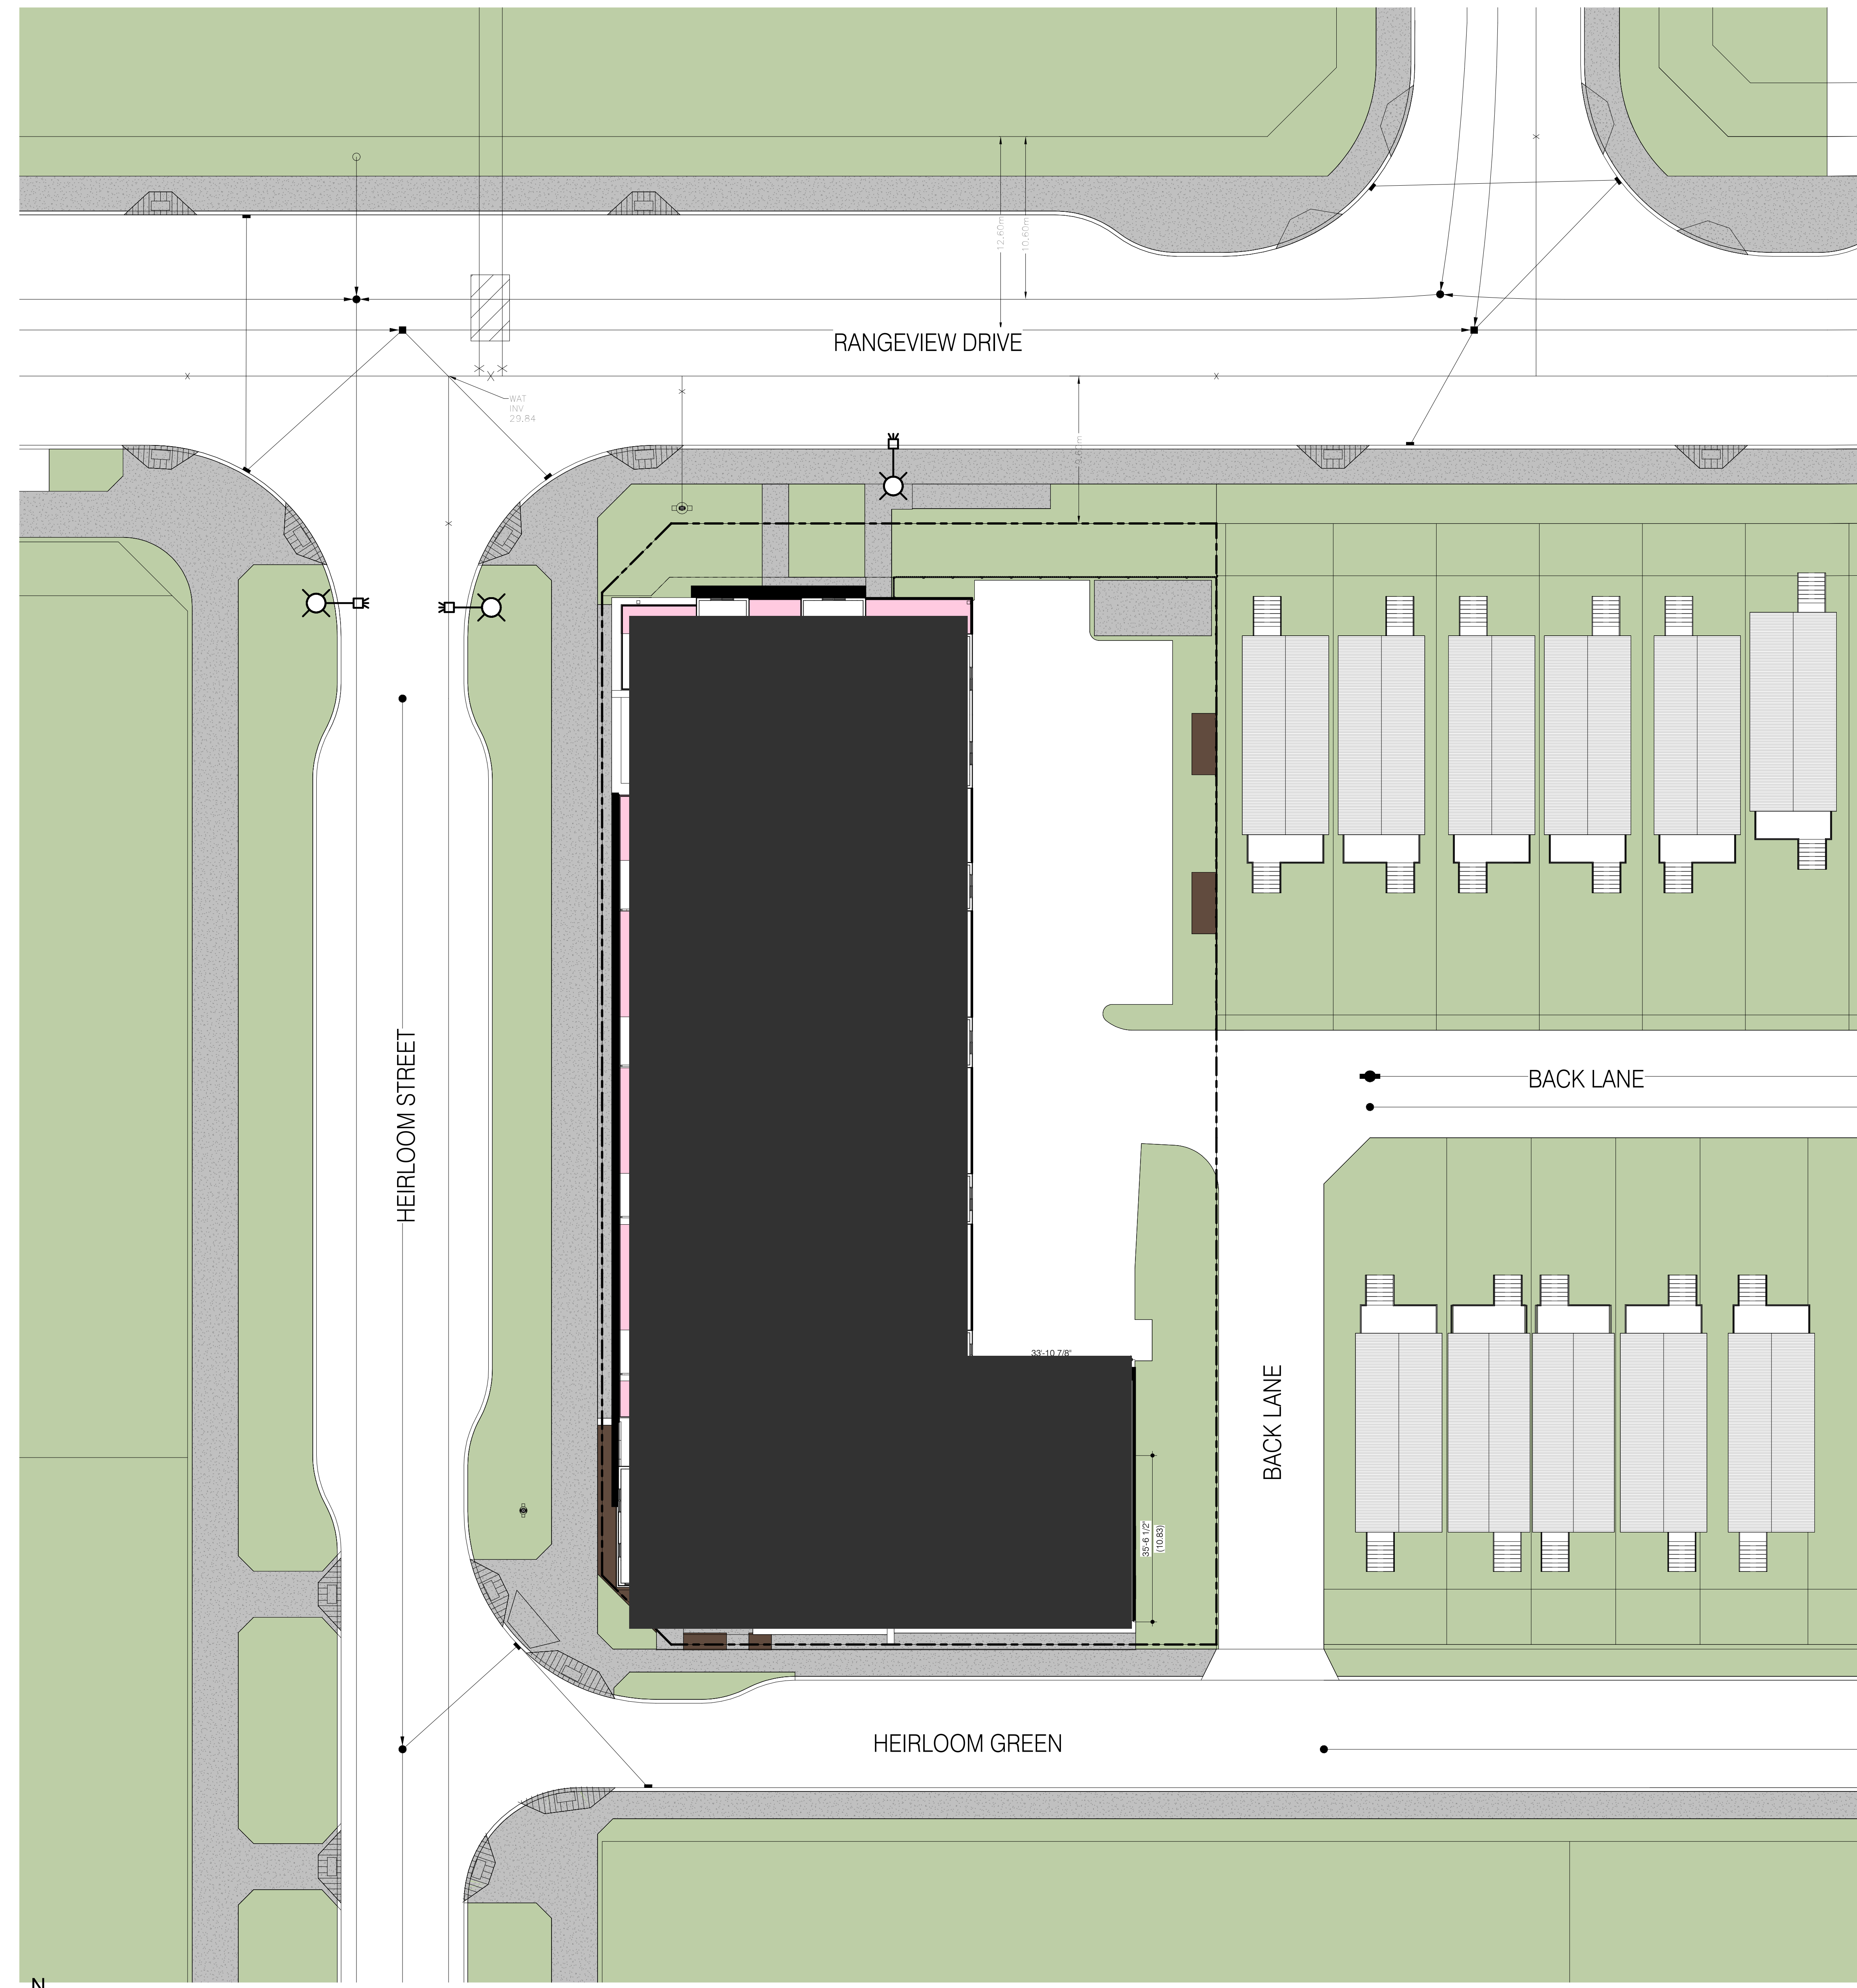 12.60m
10.60m
RANGEVIEW DRIVE
WAT
INV
29.84
HEIRLOOM STREET
BACK LANE
33'-10 7/8"
BACK LANE
35'-6 1/2"
(10.83)
HEIRLOOM GREEN
N